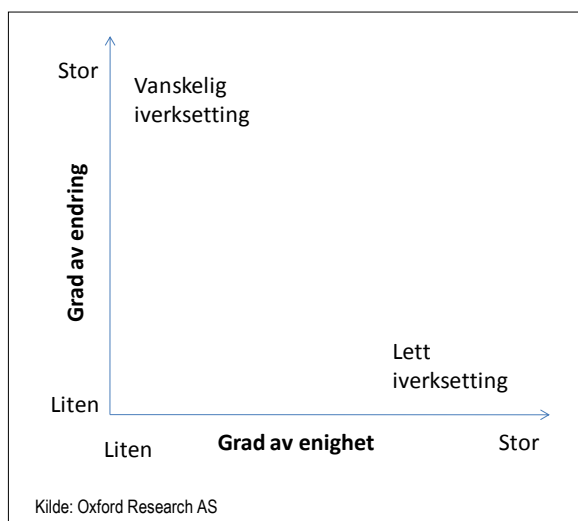 Stor
Vanskelig
iverksetting
Grad av endring
Lett
iverksetting
Liten
Liten
Grad av enighet
Stor
Kilde: Oxford Research AS